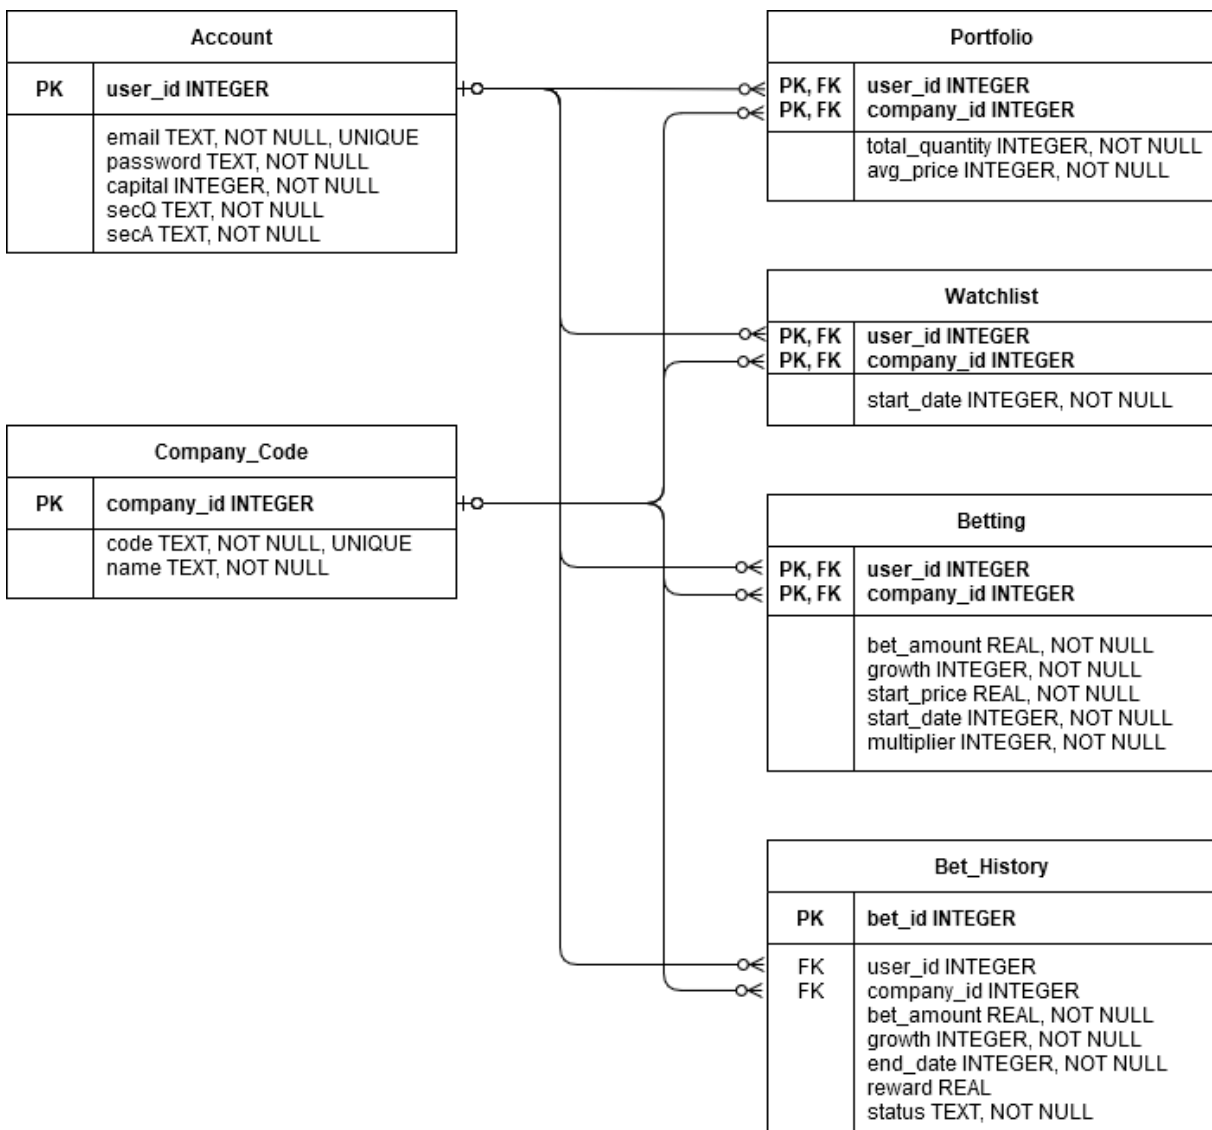 Account
PK user_id INTEGER
email TEXT, NOT NULL, UNIQUE
password TEXT, NOT NULL
capital INTEGER, NOT NULL
secQ TEXT, NOT NULL
secA TEXT, NOT NULL
Company_Code
PK company_id INTEGER
code TEXT, NOT NULL, UNIQUE
name TEXT, NOT NULL
Portfolio
PK, FK user_id INTEGER
PK, FK company_id INTEGER
total_quantity INTEGER, NOT NULL
avg_price INTEGER, NOT NULL
Watchlist
PK, FK user_id INTEGER
PK, FK company_id INTEGER
start_date INTEGER, NOT NULL
Betting
PK, FK user_id INTEGER
PK, FK company_id INTEGER
bet_amount REAL, NOT NULL
growth INTEGER, NOT NULL
start_price REAL, NOT NULL
start_date INTEGER, NOT NULL
multiplier INTEGER, NOT NULL
Bet_History
PK bet_id INTEGER
FK user_id INTEGER
FK company_id INTEGER
bet_amount REAL, NOT NULL
growth INTEGER, NOT NULL
end_date INTEGER, NOT NULL
reward REAL
status TEXT, NOT NULL